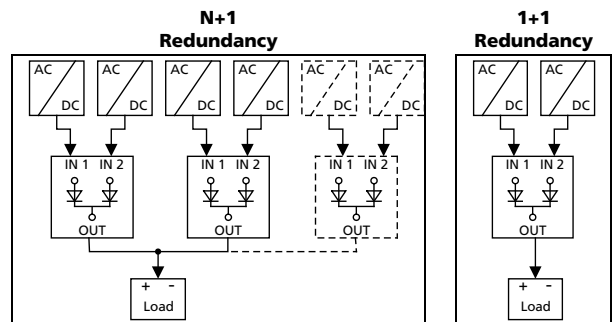 N+1
Redundancy
1+1
Redundancy
AC AC AC AC AC AC AC AC
DC DC DC DC DC DC DC DC
IN 1 IN 2 IN 1 IN 2 IN 1 IN 2 IN 1 IN 2
OUT OUT OUT OUT
+ - + -
Load Load